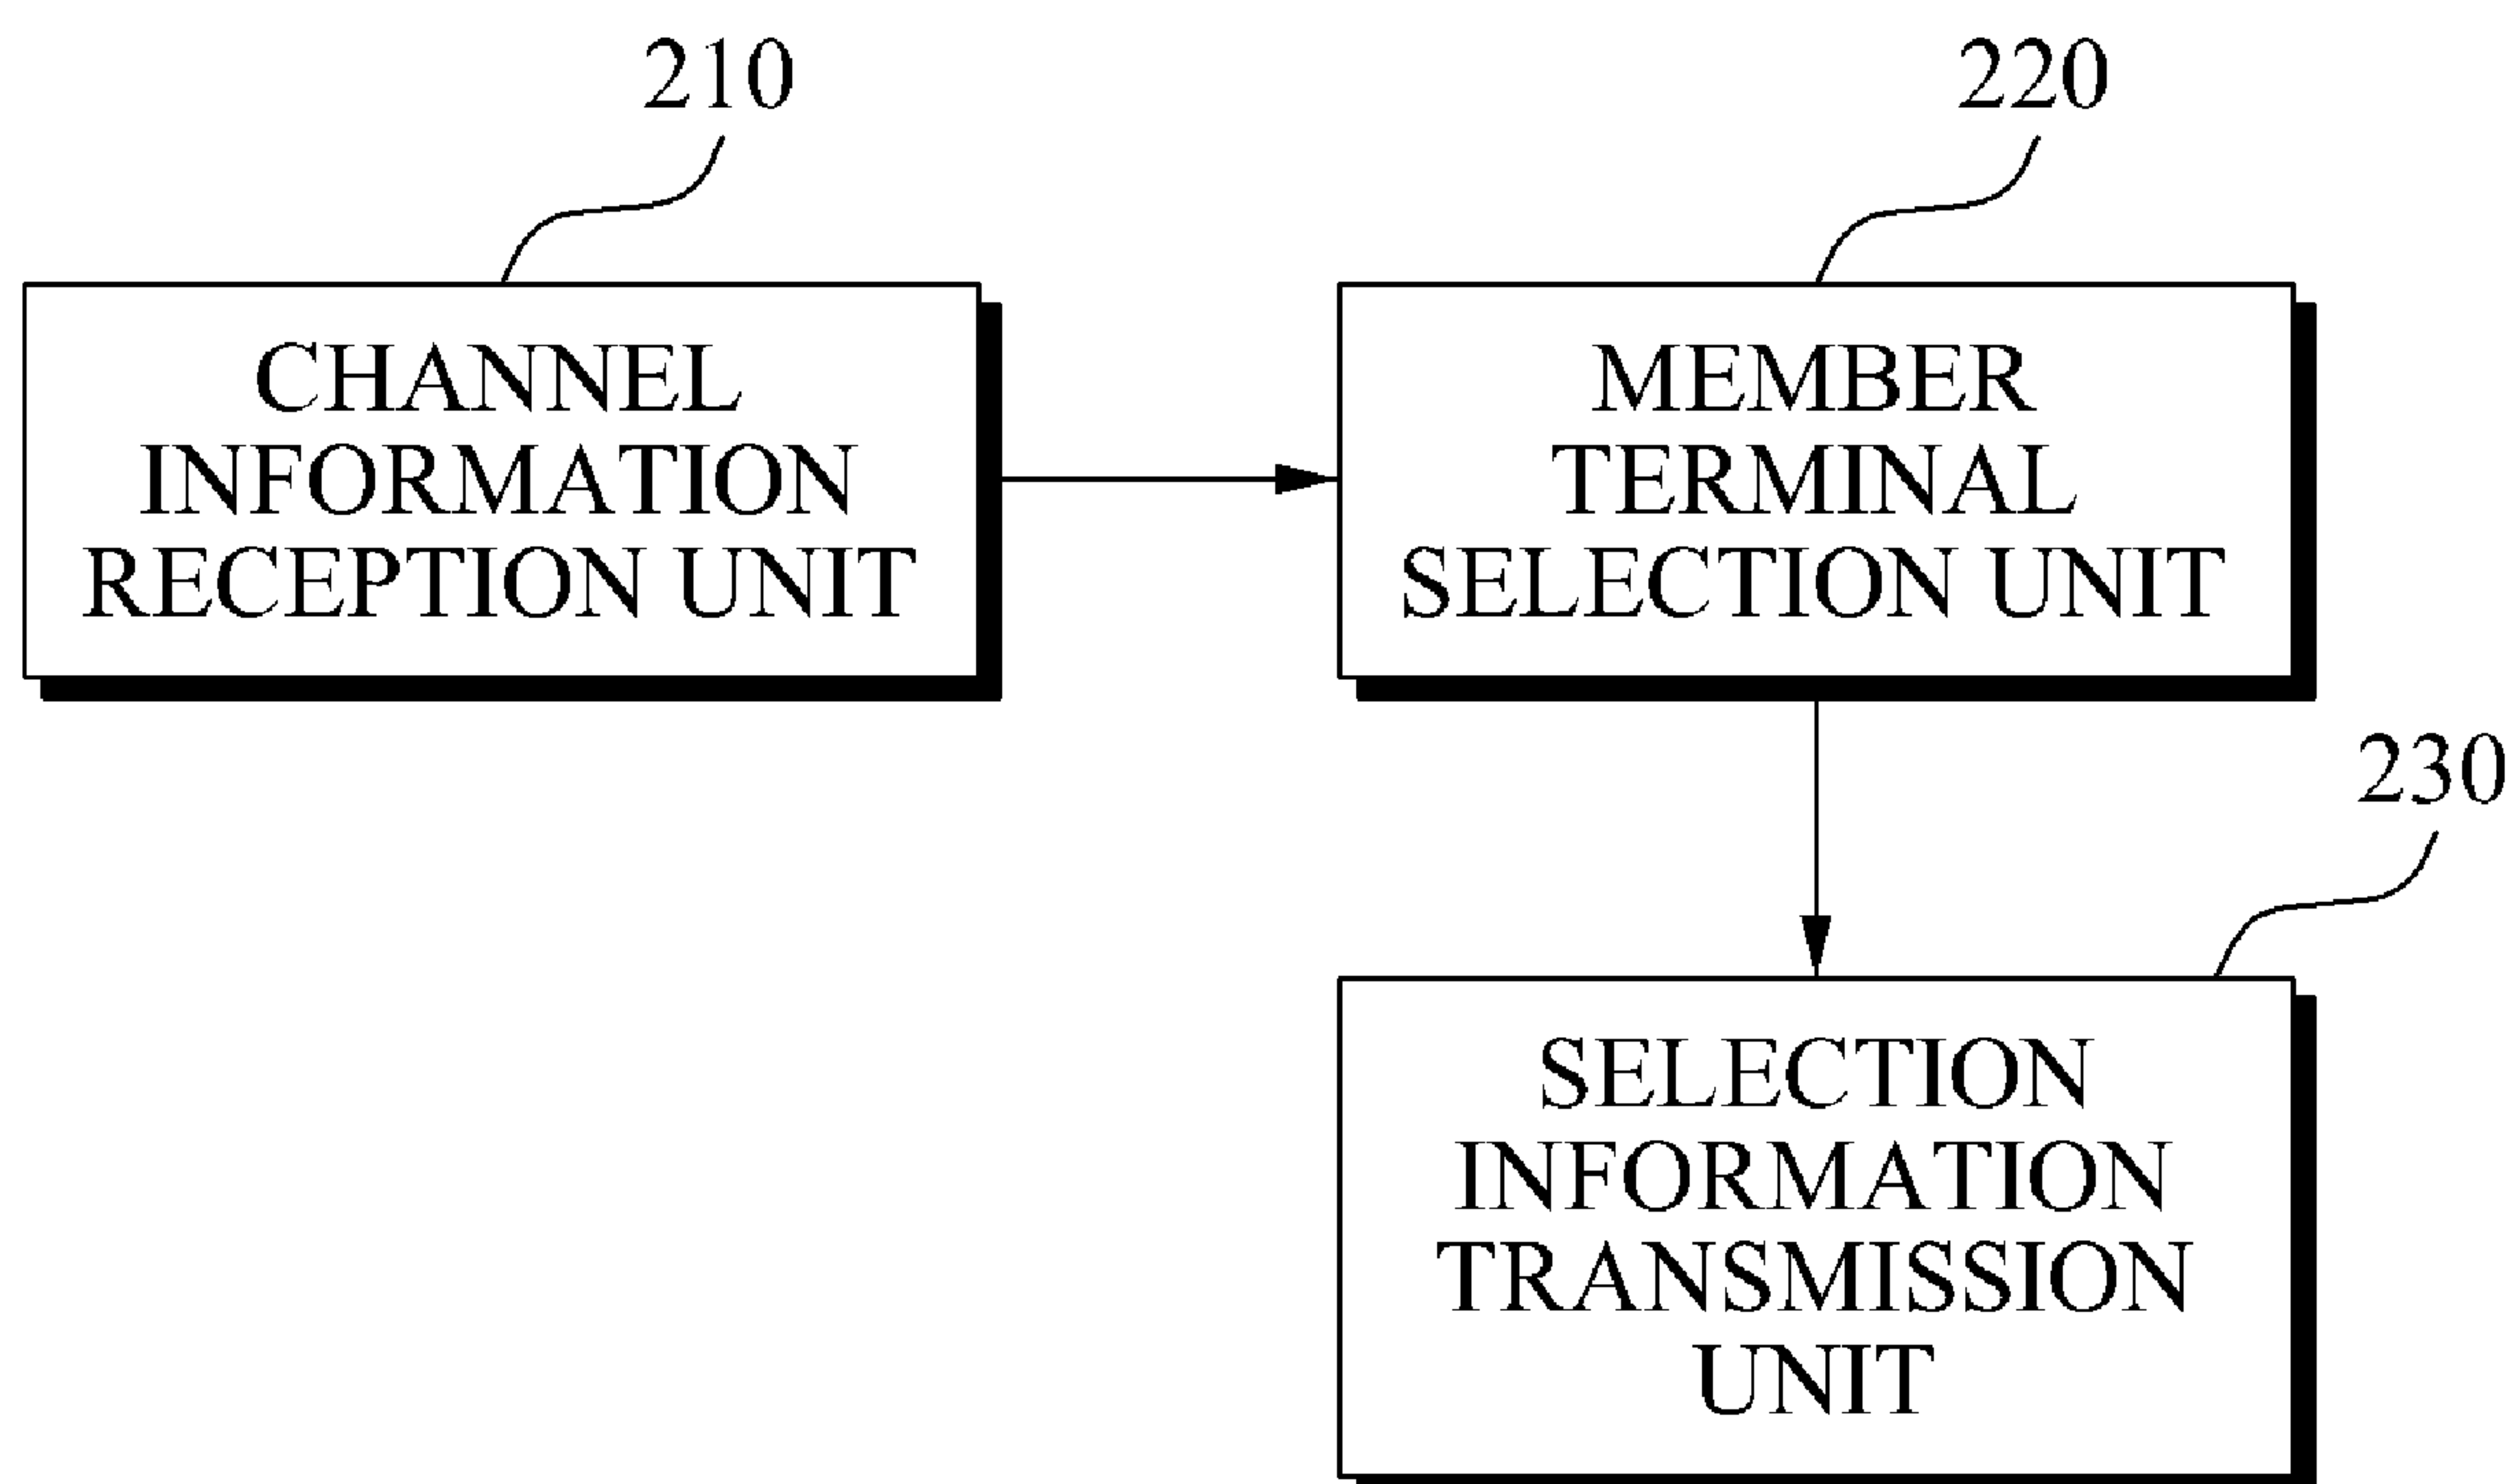 210
220
CHANNEL
INFORMATION
RECEPTION UNIT
MEMBER
TERMINAL
SELECTION UNIT
230
SELECTION
INFORMATION
TRANSMISSION
UNIT